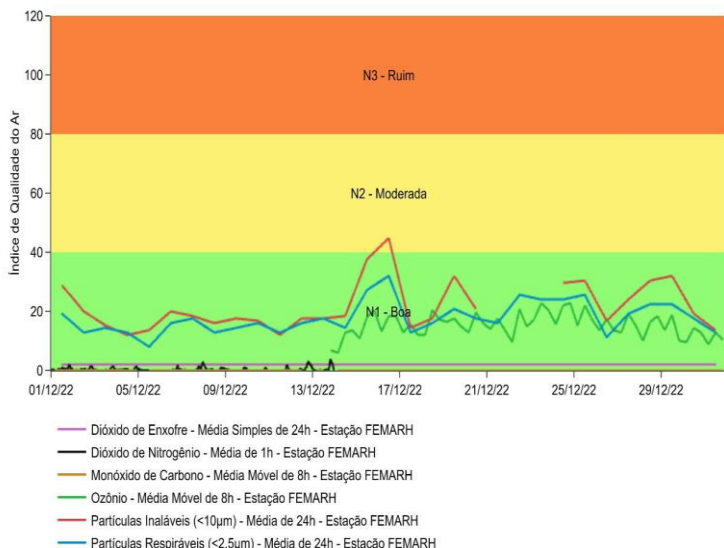 120
100
80
60
40
20
0
Índice de Qualidade do Ar
N3 - Ruim
N2 - Moderada
N1 - Boa
01/12/22 05/12/22 09/12/22 13/12/22 17/12/22 21/12/22 25/12/22 29/12/22
Dióxido de Enxofre - Média Simples de 24h - Estação FEMARH
Dióxido de Nitrogênio - Média de 1h - Estação FEMARH
Monóxido de Carbono - Média Móvel de 8h - Estação FEMARH
Ozônio - Média Móvel de 8h - Estação FEMARH
Partículas Inaláveis (<10µm) - Média de 24h - Estação FEMARH
Partículas Respiráveis (<2.5µm) - Média de 24h - Estação FEMARH